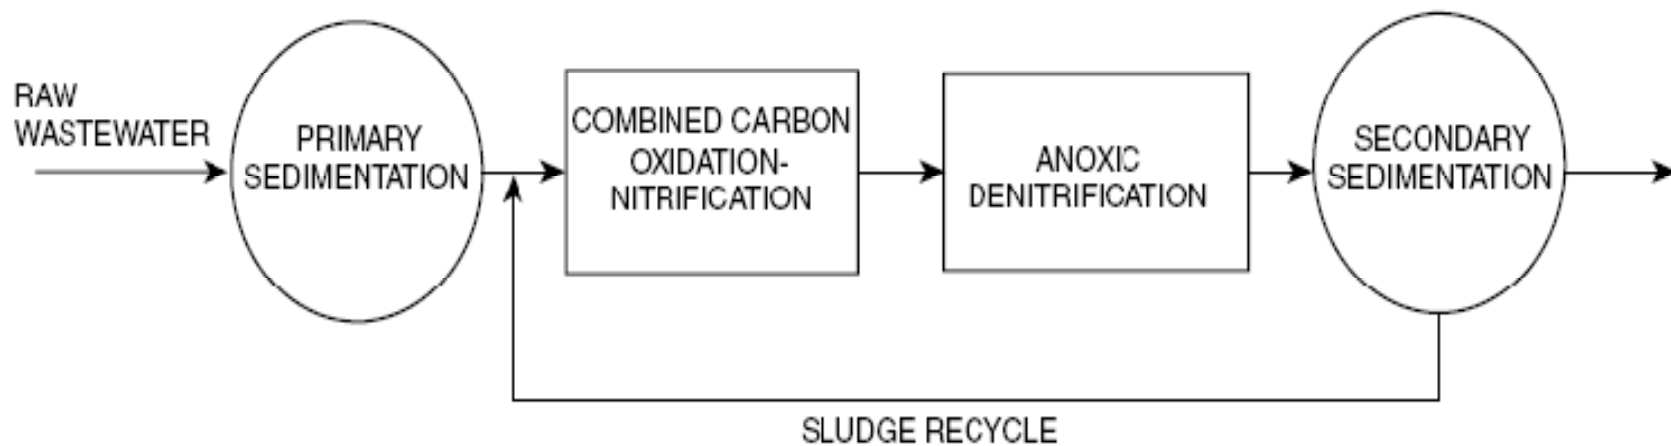 RAW
WASTEWATER
PRIMARY
SEDIMENTATION
COMBINED CARBON
OXIDATION-
NITRIFICATION
ANOXIC
DENITRIFICATION
SECONDARY
SEDIMENTATION
SLUDGE RECYCLE